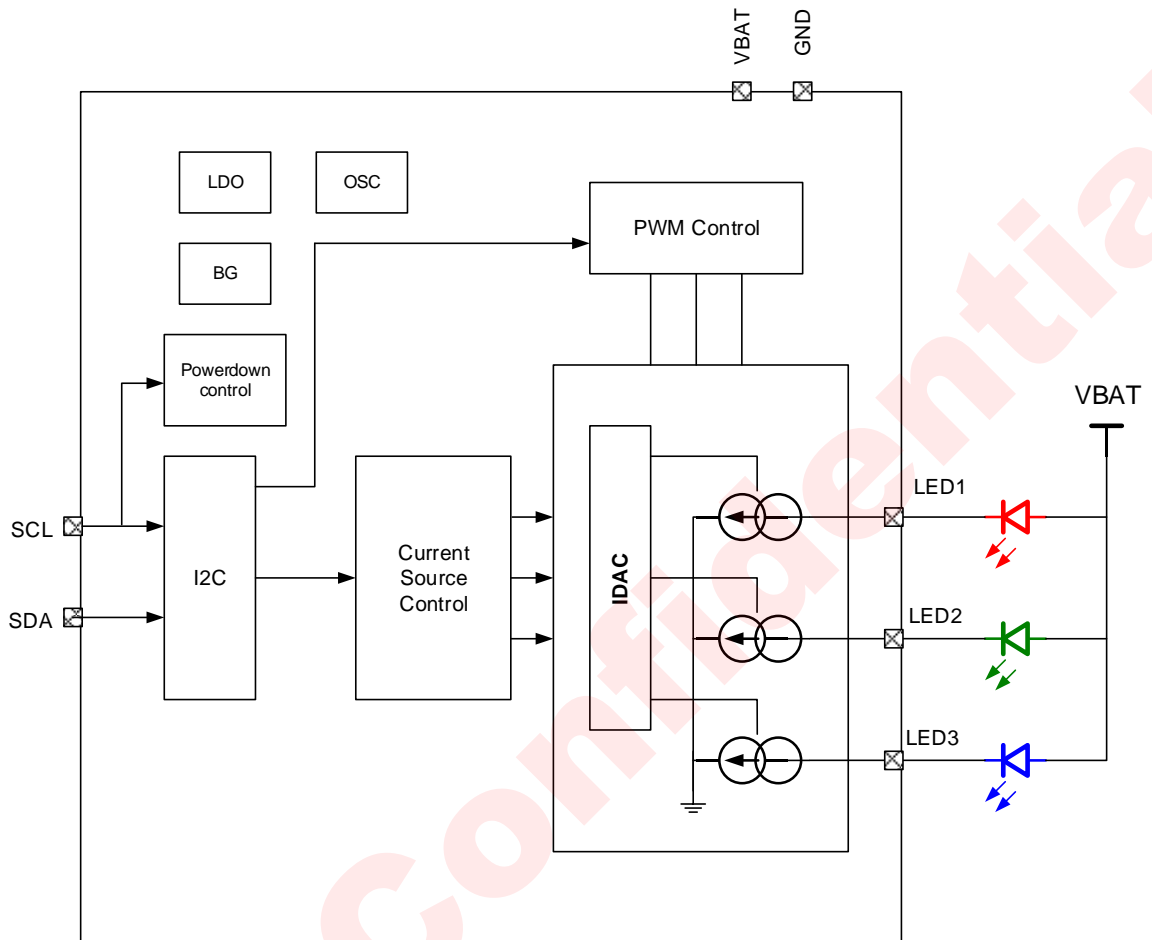 VBAT
GND
LDO
OSC
PWM Control
BG
Powerdown
control
VBAT
SCL
I2C
Current
Source
Control
IDAC
LED1
SDA
LED2
LED3
Confidential